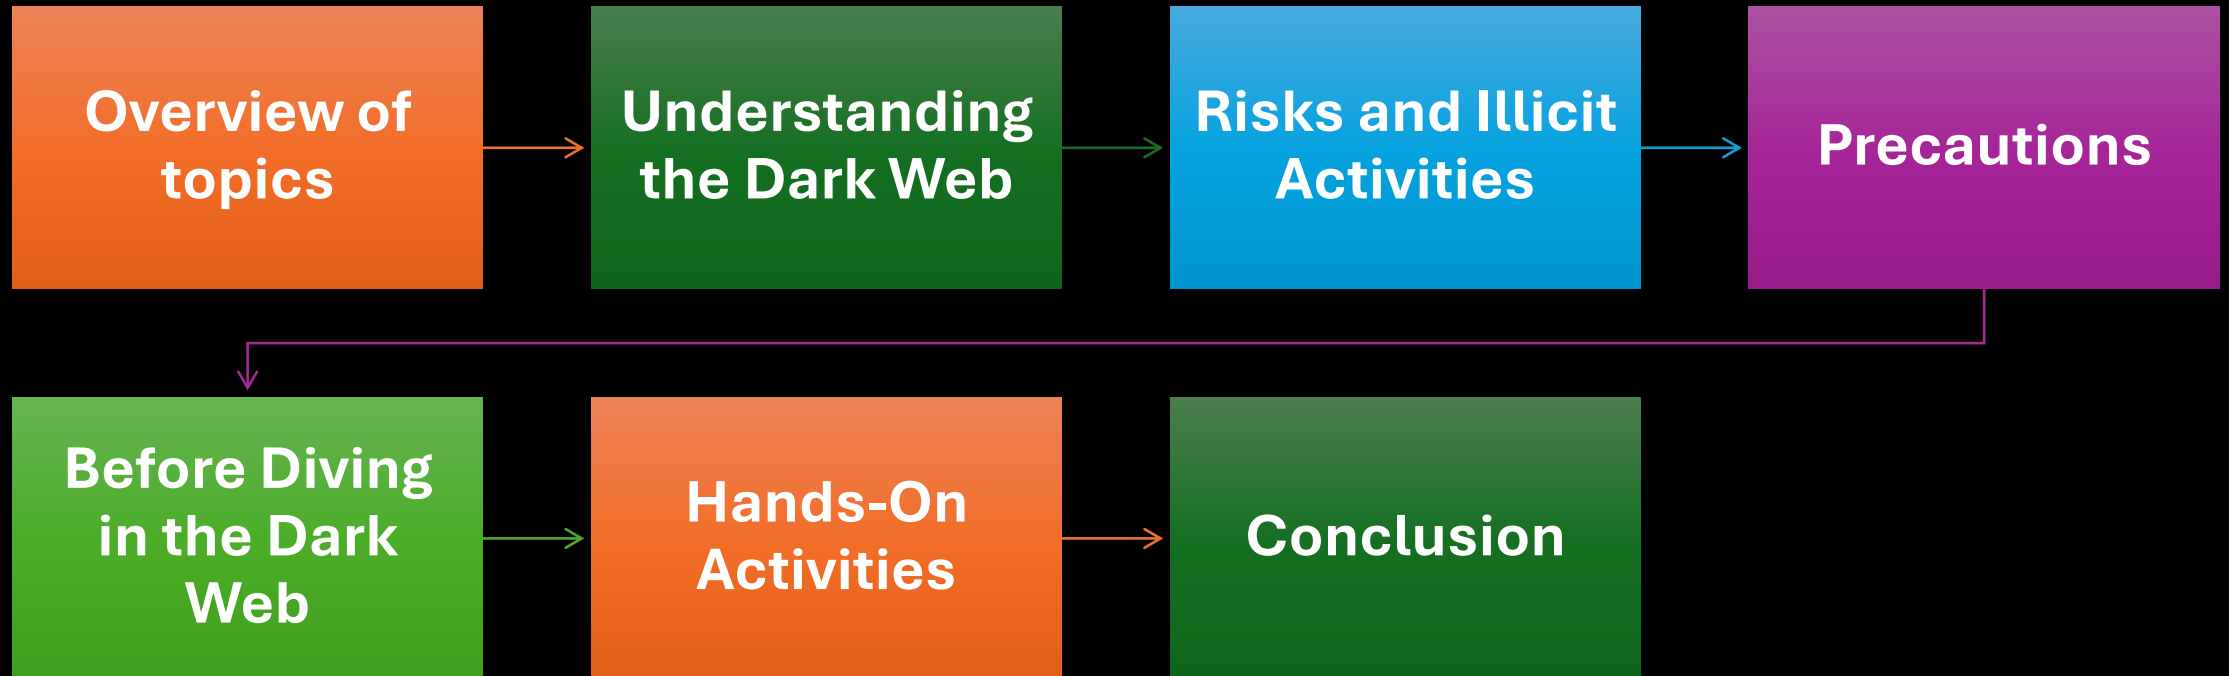 Overview of
topics
Understanding
the Dark Web
Risks and Illicit
Activities
Precautions
Before Diving
in the Dark
Web
Hands-On
Activities
Conclusion